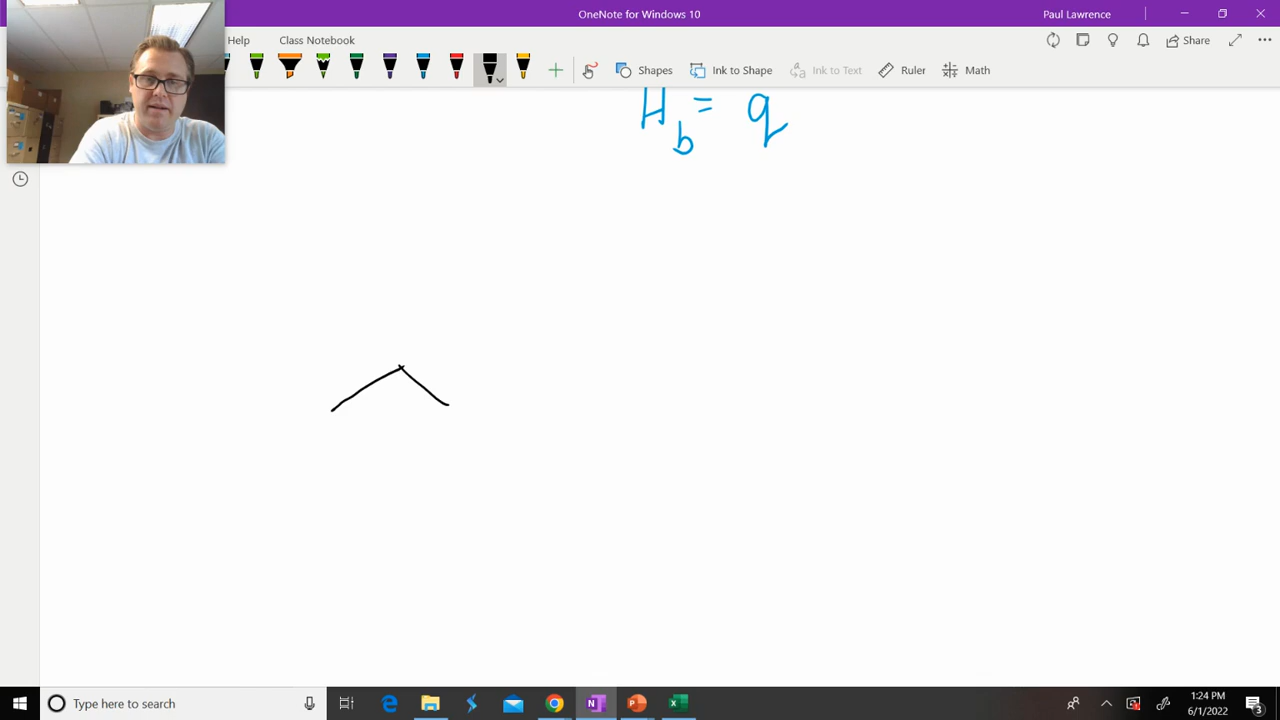 OneNote for Windows 10
Paul Lawrence
Help
Class Notebook
Share
Shapes
Ink to Shape
Ink to Text
Ruler
Math
H_b = q
Type here to search
1:24 PM
6/1/2022
3